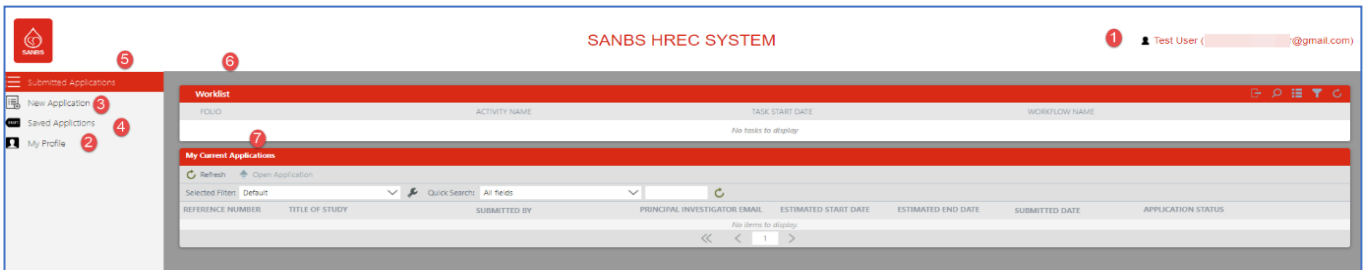 SANBS
SANBS HREC SYSTEM
1
Test User (
r@gmail.com)
5
6
Submitted Applications
New Application
3
Saved Applictions
4
My Profile
2
Worklist
FOLIO ACTIVITY NAME TASK START DATE WORKFLOW NAME
No tasks to display
7
My Current Applications
Refresh Open Application
Selected Filter: Default Quick Search: All fields
REFERENCE NUMBER TITLE OF STUDY SUBMITTED BY PRINCIPAL INVESTIGATOR EMAIL ESTIMATED START DATE ESTIMATED END DATE SUBMITTED DATE APPLICATION STATUS
No items to display
1